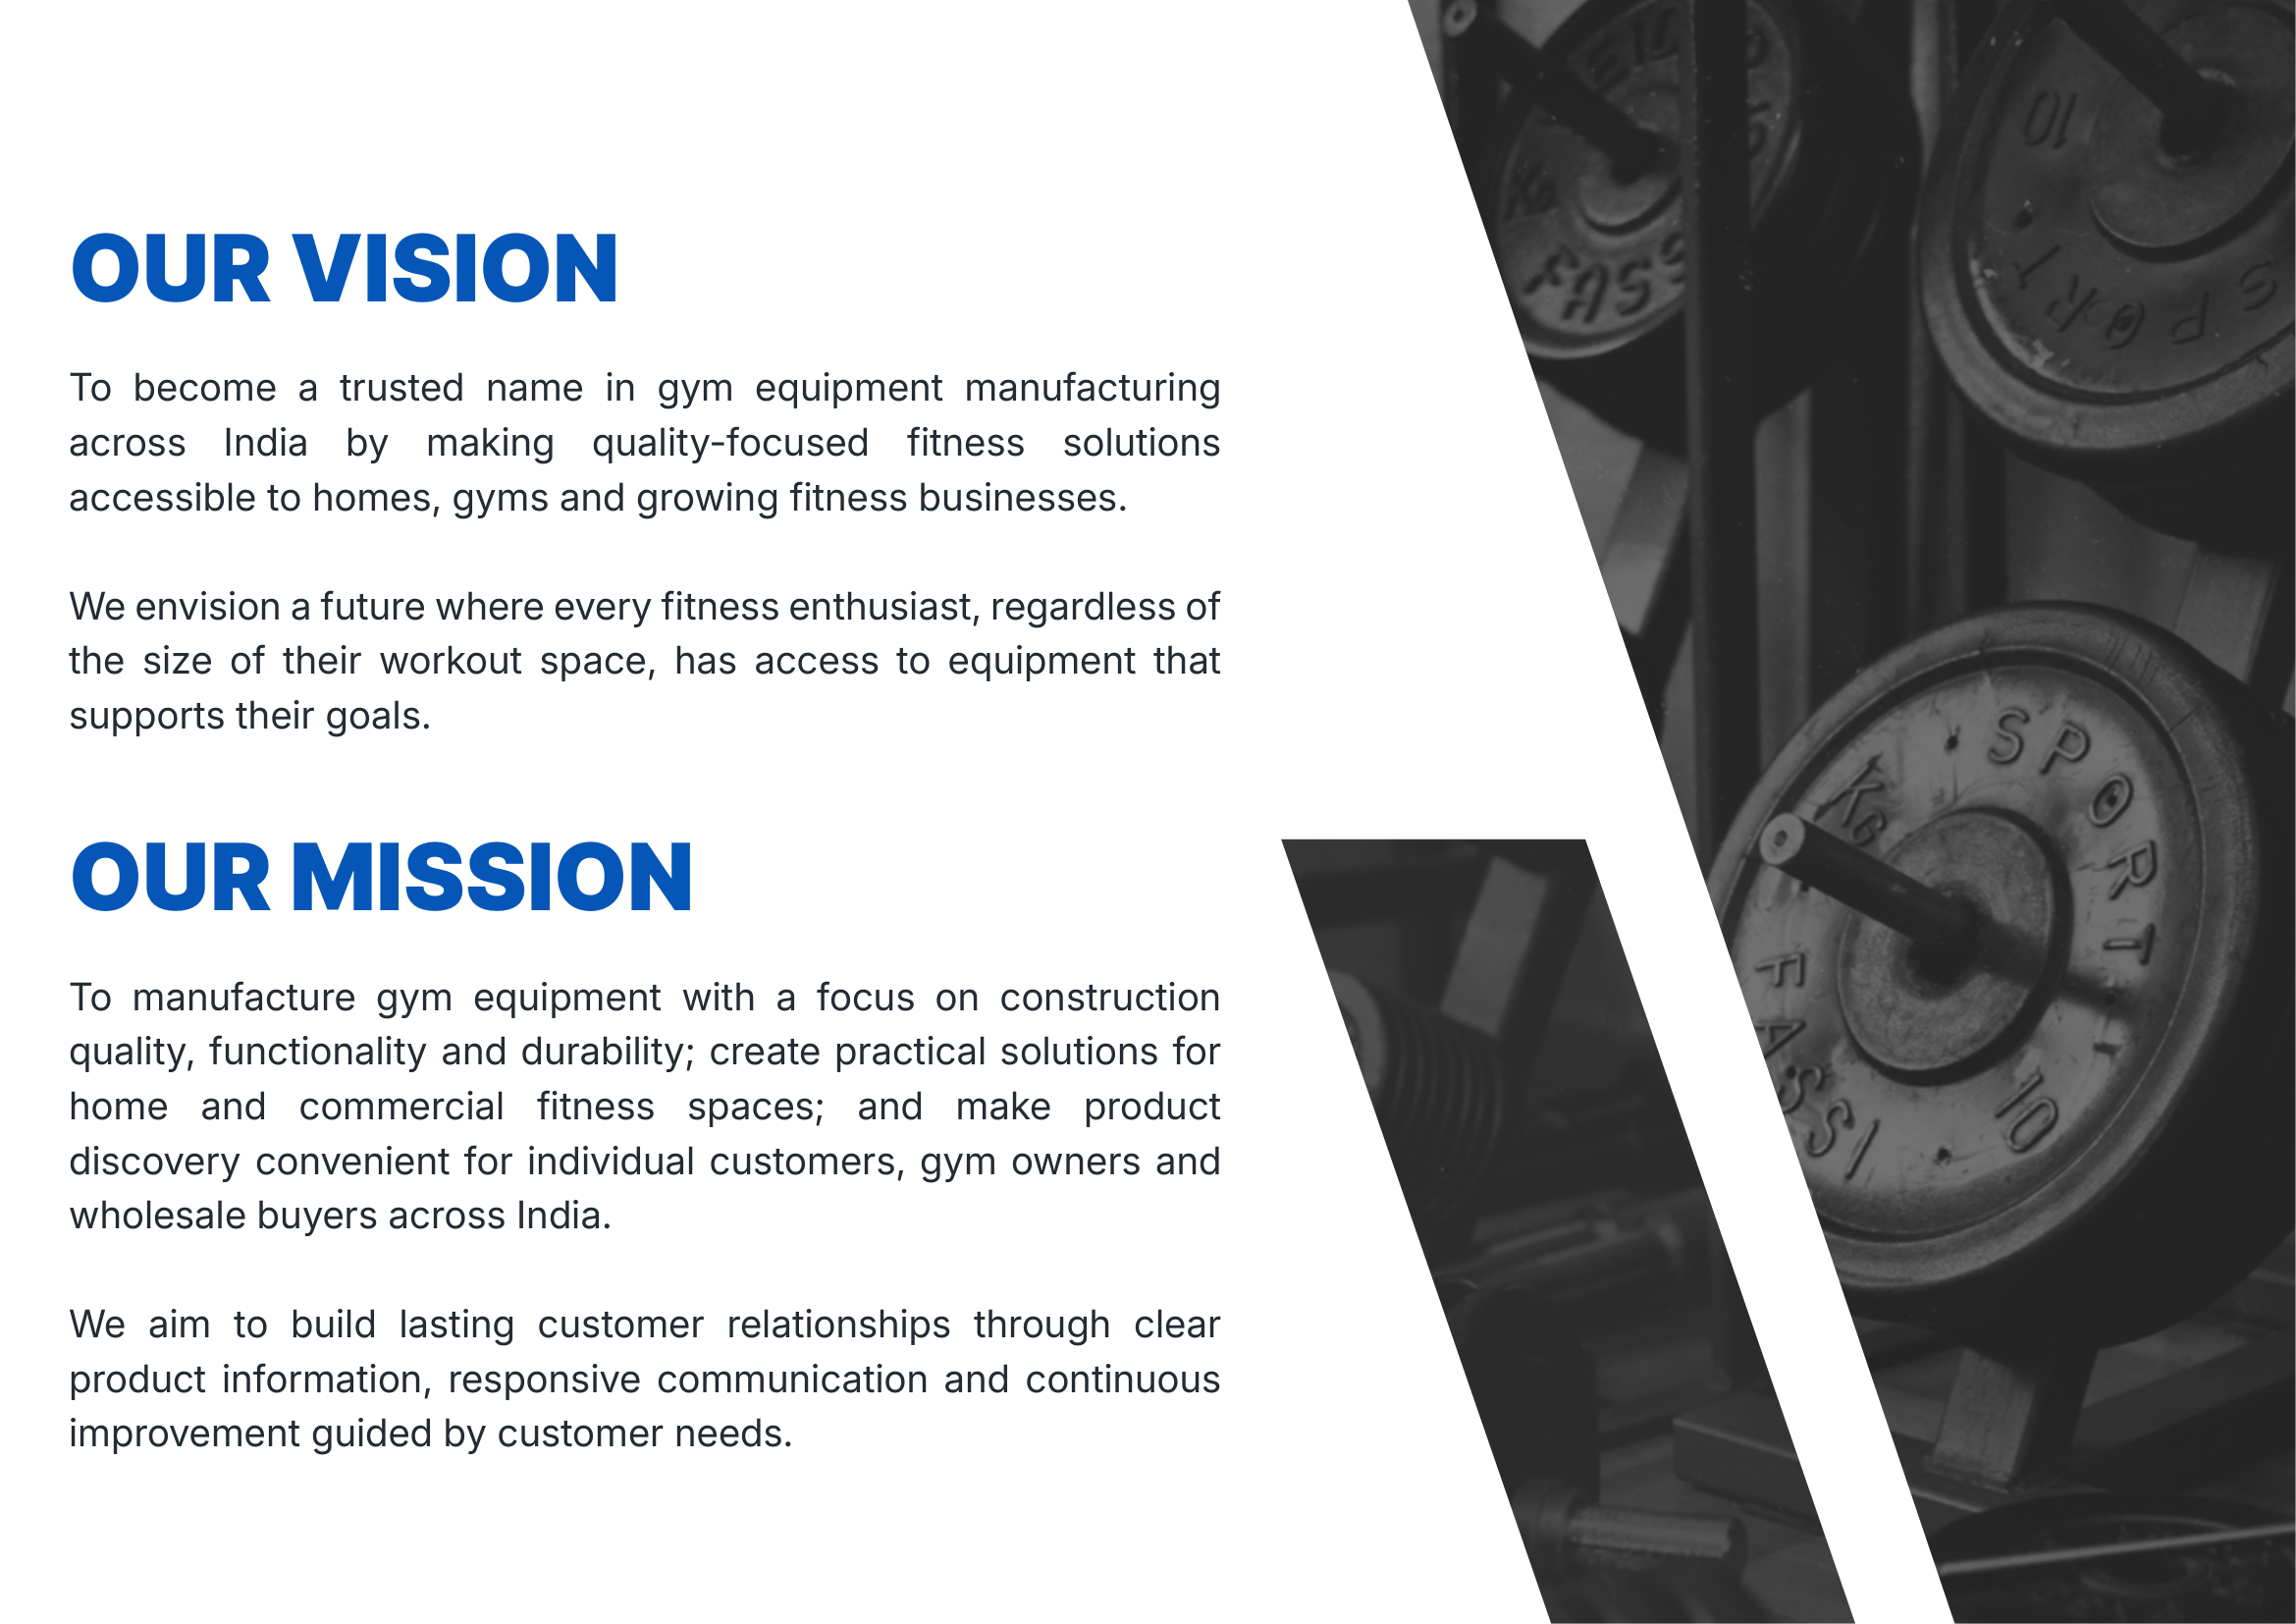 OUR VISION
To become a trusted name in gym equipment manufacturing
across India by making quality-focused fitness solutions
accessible to homes, gyms and growing fitness businesses.
We envision a future where every fitness enthusiast, regardless of
the size of their workout space, has access to equipment that
supports their goals.
OUR MISSION
To manufacture gym equipment with a focus on construction
quality, functionality and durability; create practical solutions for
home and commercial fitness spaces; and make product
discovery convenient for individual customers, gym owners and
wholesale buyers across India.
We aim to build lasting customer relationships through clear
product information, responsive communication and continuous
improvement guided by customer needs.
10
SPORT
KG
SPORT
FASSI
10